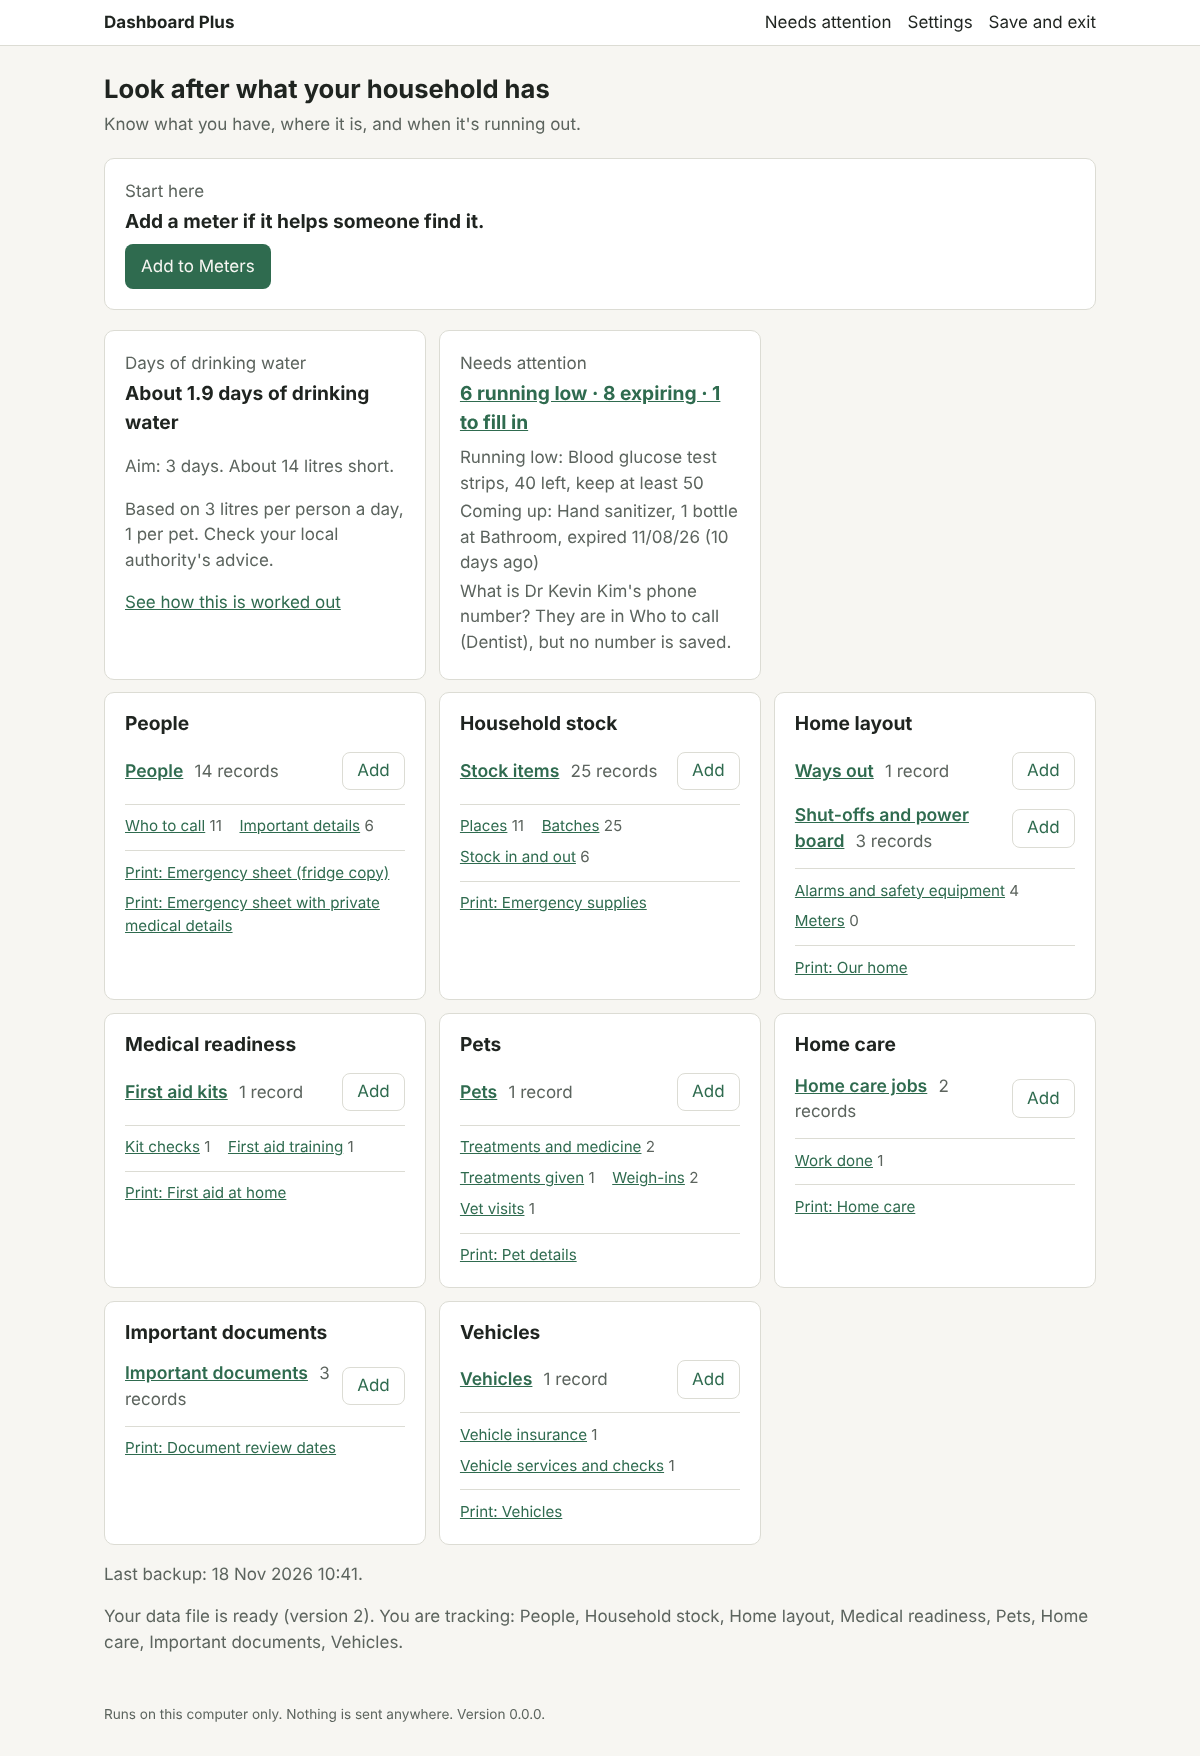 Dashboard Plus
Needs attention Settings Save and exit
Look after what your household has
Know what you have, where it is, and when it's running out.
Start here
Add a meter if it helps someone find it.
Add to Meters
Days of drinking water
About 1.9 days of drinking
water
Aim: 3 days. About 14 litres short.
Based on 3 litres per person a day,
1 per pet. Check your local
authority's advice.
See how this is worked out
Needs attention
6 running low · 8 expiring · 1
to fill in
Running low: Blood glucose test
strips, 40 left, keep at least 50
Coming up: Hand sanitizer, 1 bottle
at Bathroom, expired 11/08/26 (10
days ago)
What is Dr Kevin Kim's phone
number? They are in Who to call
(Dentist), but no number is saved.
People
People 14 records Add
Who to call 11 Important details 6
Print: Emergency sheet (fridge copy)
Print: Emergency sheet with private
medical details
Household stock
Stock items 25 records Add
Places 11 Batches 25
Stock in and out 6
Print: Emergency supplies
Home layout
Ways out 1 record Add
Shut-offs and power
board 3 records Add
Alarms and safety equipment 4
Meters 0
Print: Our home
Medical readiness
First aid kits 1 record Add
Kit checks 1 First aid training 1
Print: First aid at home
Pets
Pets 1 record Add
Treatments and medicine 2
Treatments given 1 Weigh-ins 2
Vet visits 1
Print: Pet details
Home care
Home care jobs 2
records Add
Work done 1
Print: Home care
Important documents
Important documents 3
records Add
Print: Document review dates
Vehicles
Vehicles 1 record Add
Vehicle insurance 1
Vehicle services and checks 1
Print: Vehicles
Last backup: 18 Nov 2026 10:41.
Your data file is ready (version 2). You are tracking: People, Household stock, Home layout, Medical readiness, Pets, Home
care, Important documents, Vehicles.
Runs on this computer only. Nothing is sent anywhere. Version 0.0.0.